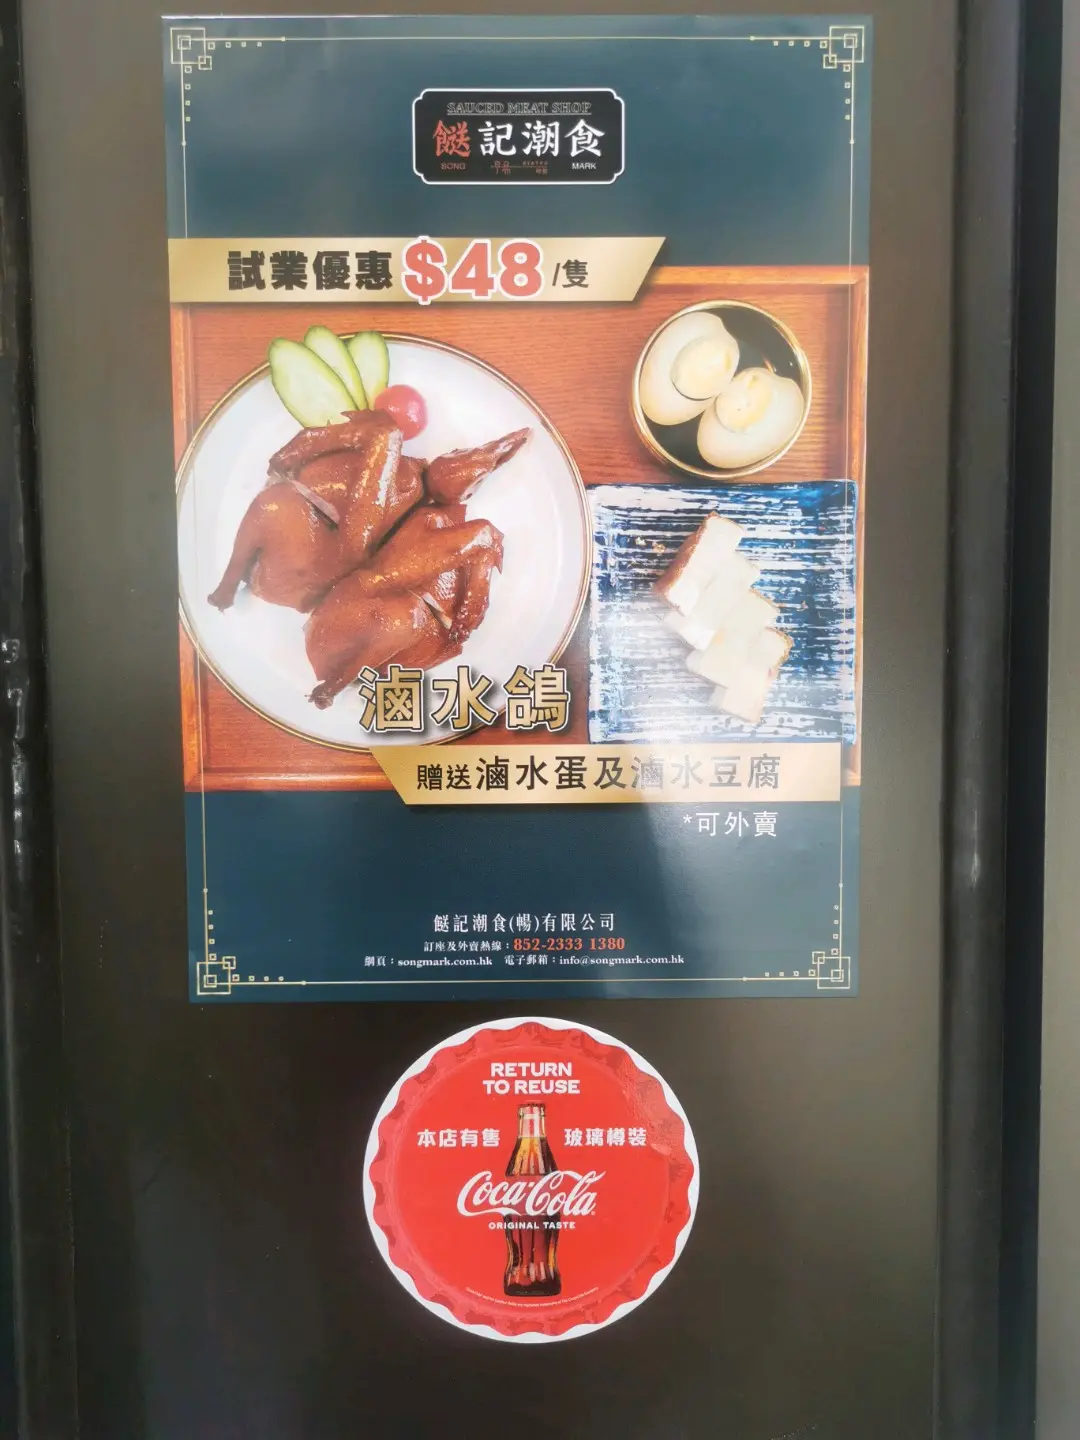 SAUCED MEAT SHOP
餸記潮食
SONG
MARK
試業優惠 $48 /隻
滷水鴿
贈送滷水蛋及滷水豆腐
*可外賣
餸記潮食(暢)有限公司
訂座及外賣熱線：852-2333 1380
網頁：songmark.com.hk 電子郵箱：info@songmark.com.hk
RETURN
TO REUSE
本店有售 玻璃樽裝
Coca-Cola
ORIGINAL TASTE